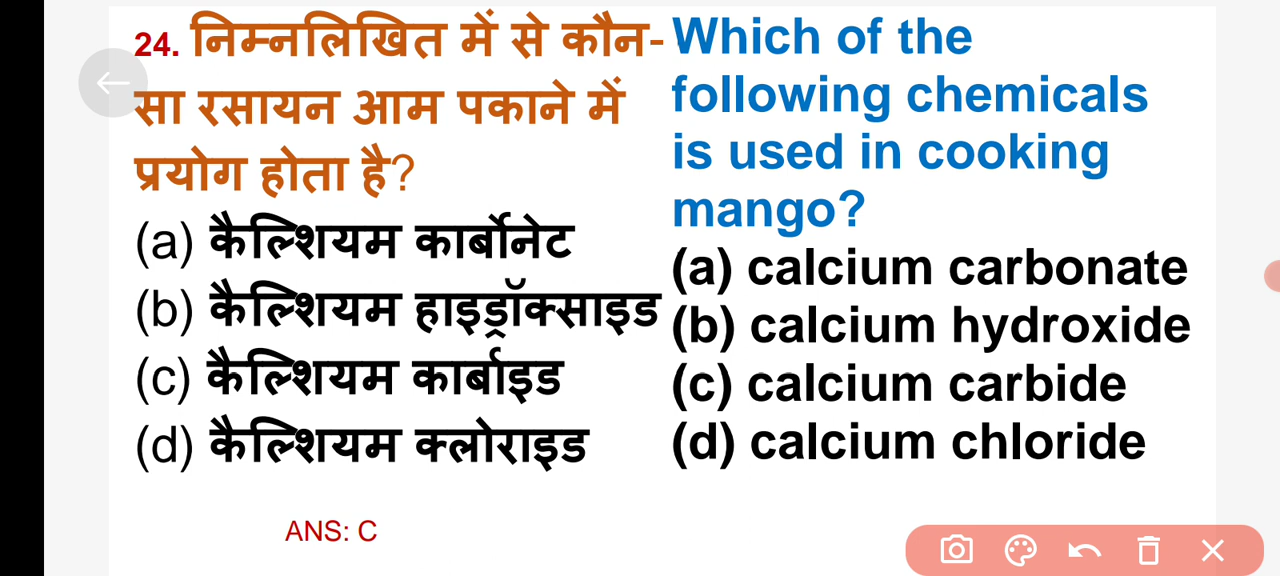 24. निम्नलिखित में से कौन-
सा रसायन आम पकाने में
प्रयोग होता है?
(a) कैल्शियम कार्बोनेट
(b) कैल्शियम हाइड्रॉक्साइड
(c) कैल्शियम कार्बाइड
(d) कैल्शियम क्लोराइड
Which of the
following chemicals
is used in cooking
mango?
(a) calcium carbonate
(b) calcium hydroxide
(c) calcium carbide
(d) calcium chloride
ANS: C